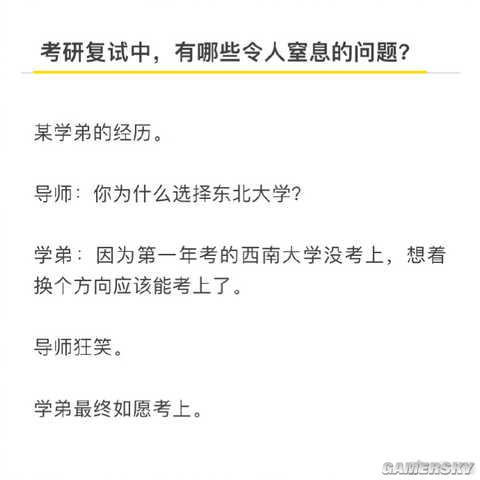 考研复试中，有哪些令人窒息的问题？
某学弟的经历。
导师：你为什么选择东北大学？
学弟：因为第一年考的西南大学没考上，想着
换个方向应该能考上了。
导师狂笑。
学弟最终如愿考上。
GAMERSKY